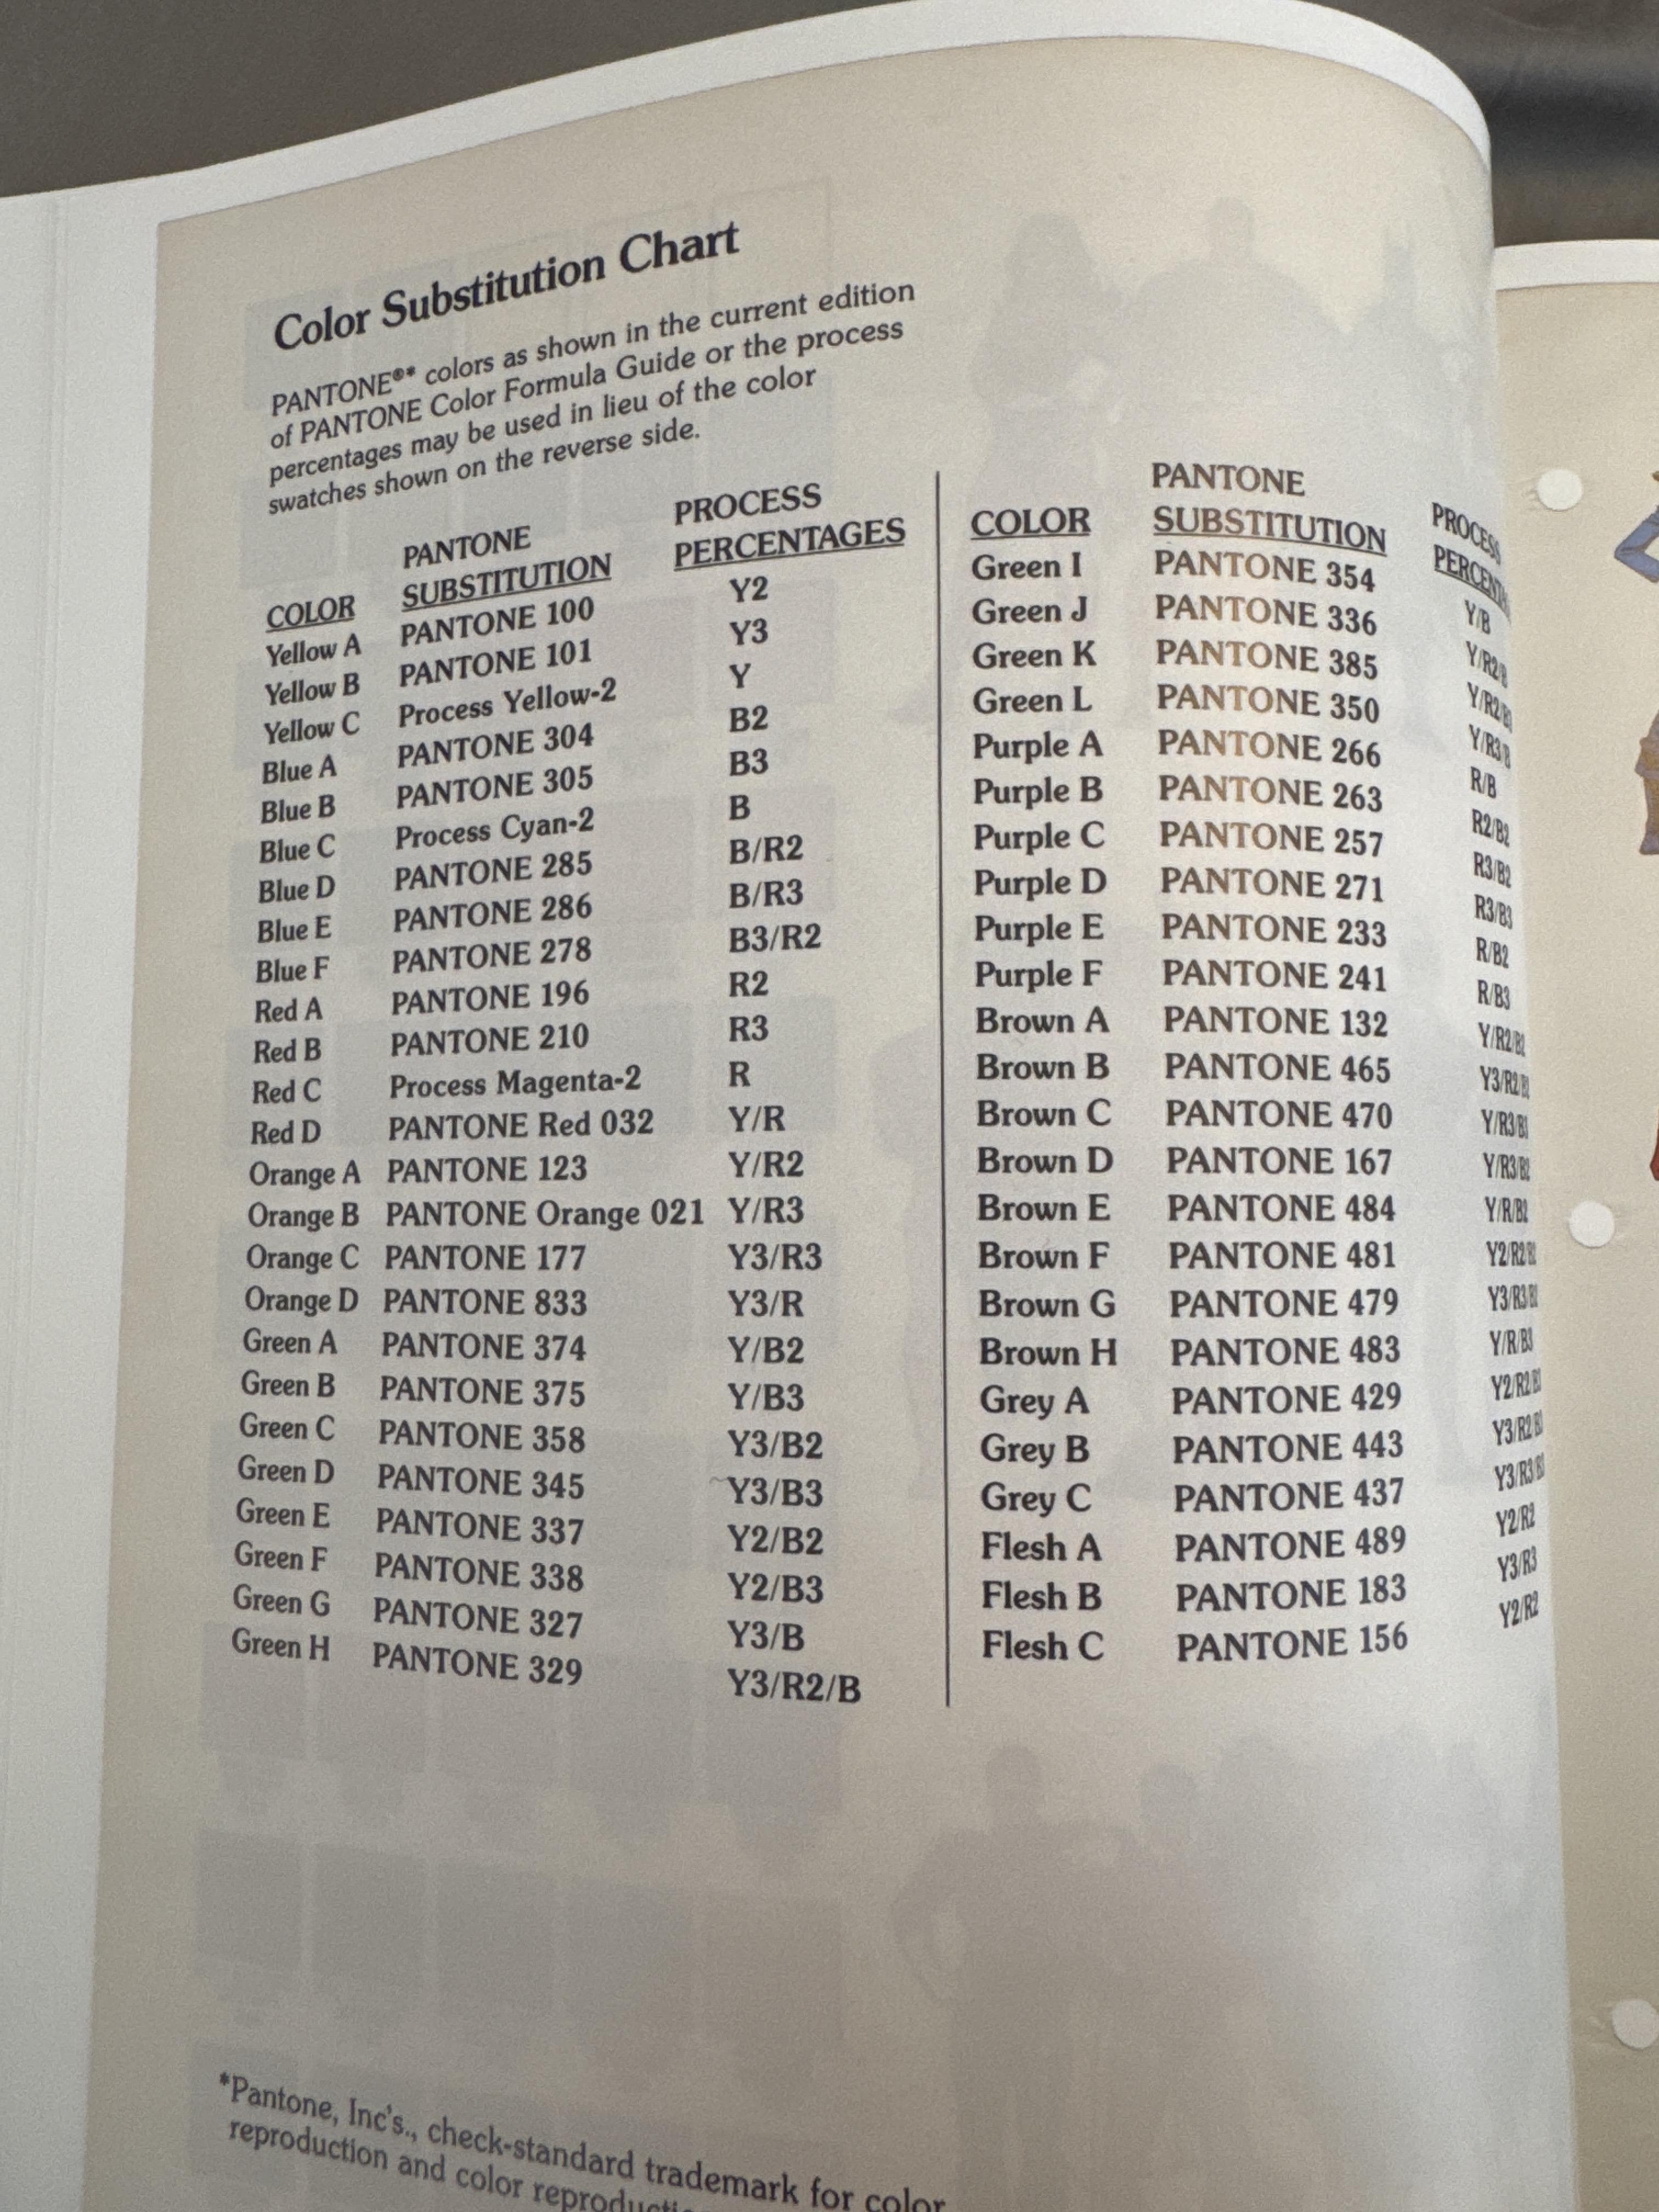 Color Substitution Chart
PANTONE®* colors as shown in the current edition
of PANTONE Color Formula Guide or the process
percentages may be used in lieu of the color
swatches shown on the reverse side.
COLOR PANTONE SUBSTITUTION PROCESS PERCENTAGES
Yellow A PANTONE 100 Y2
Yellow B PANTONE 101 Y3
Yellow C Process Yellow-2 Y
Blue A PANTONE 304 B2
Blue B PANTONE 305 B3
Blue C Process Cyan-2 B
Blue D PANTONE 285 B/R2
Blue E PANTONE 286 B/R3
Blue F PANTONE 278 B3/R2
Red A PANTONE 196 R2
Red B PANTONE 210 R3
Red C Process Magenta-2 R
Red D PANTONE Red 032 Y/R
Orange A PANTONE 123 Y/R2
Orange B PANTONE Orange 021 Y/R3
Orange C PANTONE 177 Y3/R3
Orange D PANTONE 833 Y3/R
Green A PANTONE 374 Y/B2
Green B PANTONE 375 Y/B3
Green C PANTONE 358 Y3/B2
Green D PANTONE 345 Y3/B3
Green E PANTONE 337 Y2/B2
Green F PANTONE 338 Y2/B3
Green G PANTONE 327 Y3/B
Green H PANTONE 329 Y3/R2/B
COLOR PANTONE SUBSTITUTION PROCESS
Green I PANTONE 354 Y/B
Green J PANTONE 336
Green K PANTONE 385
Green L PANTONE 350
Purple A PANTONE 266 R/B
Purple B PANTONE 263 R2/B2
Purple C PANTONE 257 R3/B2
Purple D PANTONE 271 R3/B3
Purple E PANTONE 233 R/B2
Purple F PANTONE 241 R/B3
Brown A PANTONE 132
Brown B PANTONE 465
Brown C PANTONE 470
Brown D PANTONE 167
Brown E PANTONE 484
Brown F PANTONE 481
Brown G PANTONE 479
Brown H PANTONE 483
Grey A PANTONE 429
Grey B PANTONE 443
Grey C PANTONE 437
Flesh A PANTONE 489 Y2/R2
Flesh B PANTONE 183 Y3/R3
Flesh C PANTONE 156 Y2/R2
*Pantone, Inc's., check-standard trademark for color
reproduction and color